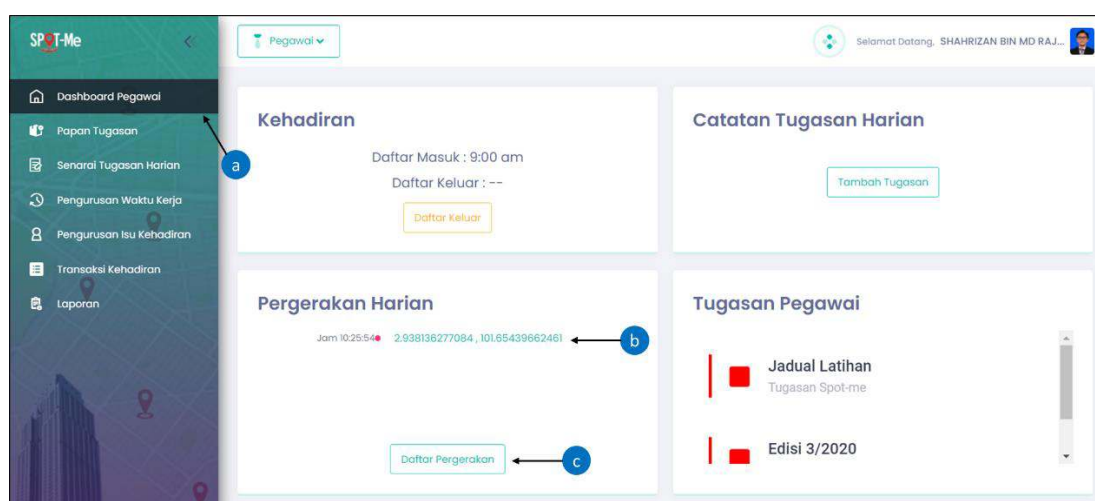 SPOT-Me
Pegawai
Selamat Datang, SHAHRIZAN BIN MD RAJ...
Dashboard Pegawai
Papan Tugasan
Senarai Tugasan Harian
Pengurusan Waktu Kerja
Pengurusan Isu Kehadiran
Transaksi Kehadiran
Laporan
a
Kehadiran
Daftar Masuk : 9:00 am
Daftar Keluar : --
Daftar Keluar
Catatan Tugasan Harian
Tambah Tugasan
Pergerakan Harian
Jam 10:25:54 2.938136277084 , 101.65439662461
b
Daftar Pergerakan
c
Tugasan Pegawai
Jadual Latihan
Tugasan Spot-me
Edisi 3/2020